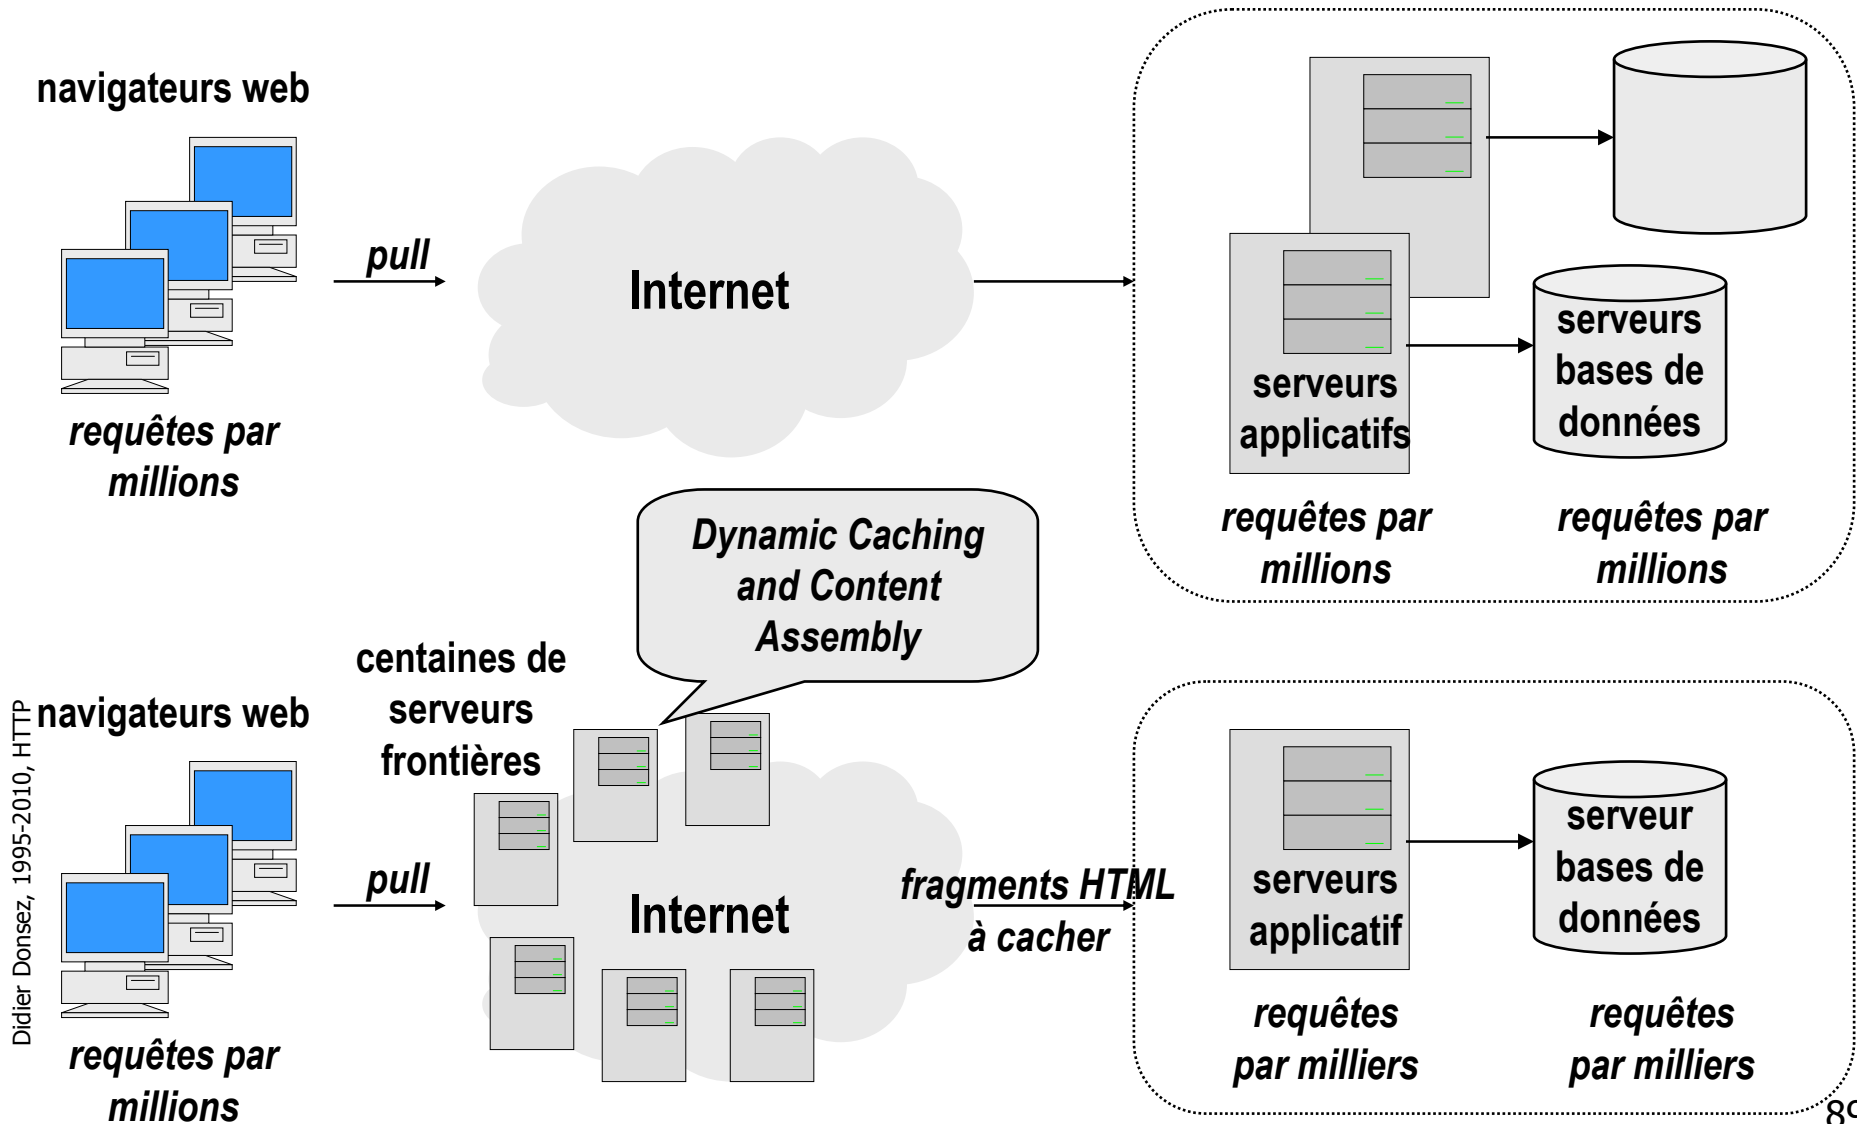 navigateurs web
pull
Internet
requêtes par
millions
serveurs
applicatifs
serveurs
bases de
données
requêtes par
millions
requêtes par
millions
Dynamic Caching
and Content
Assembly
centaines de
serveurs
frontières
navigateurs web
pull
Internet
requêtes par
millions
fragments HTML
à cacher
serveurs
applicatif
serveur
bases de
données
requêtes
par milliers
requêtes
par milliers
Didier Donsez, 1995-2010, HTTP